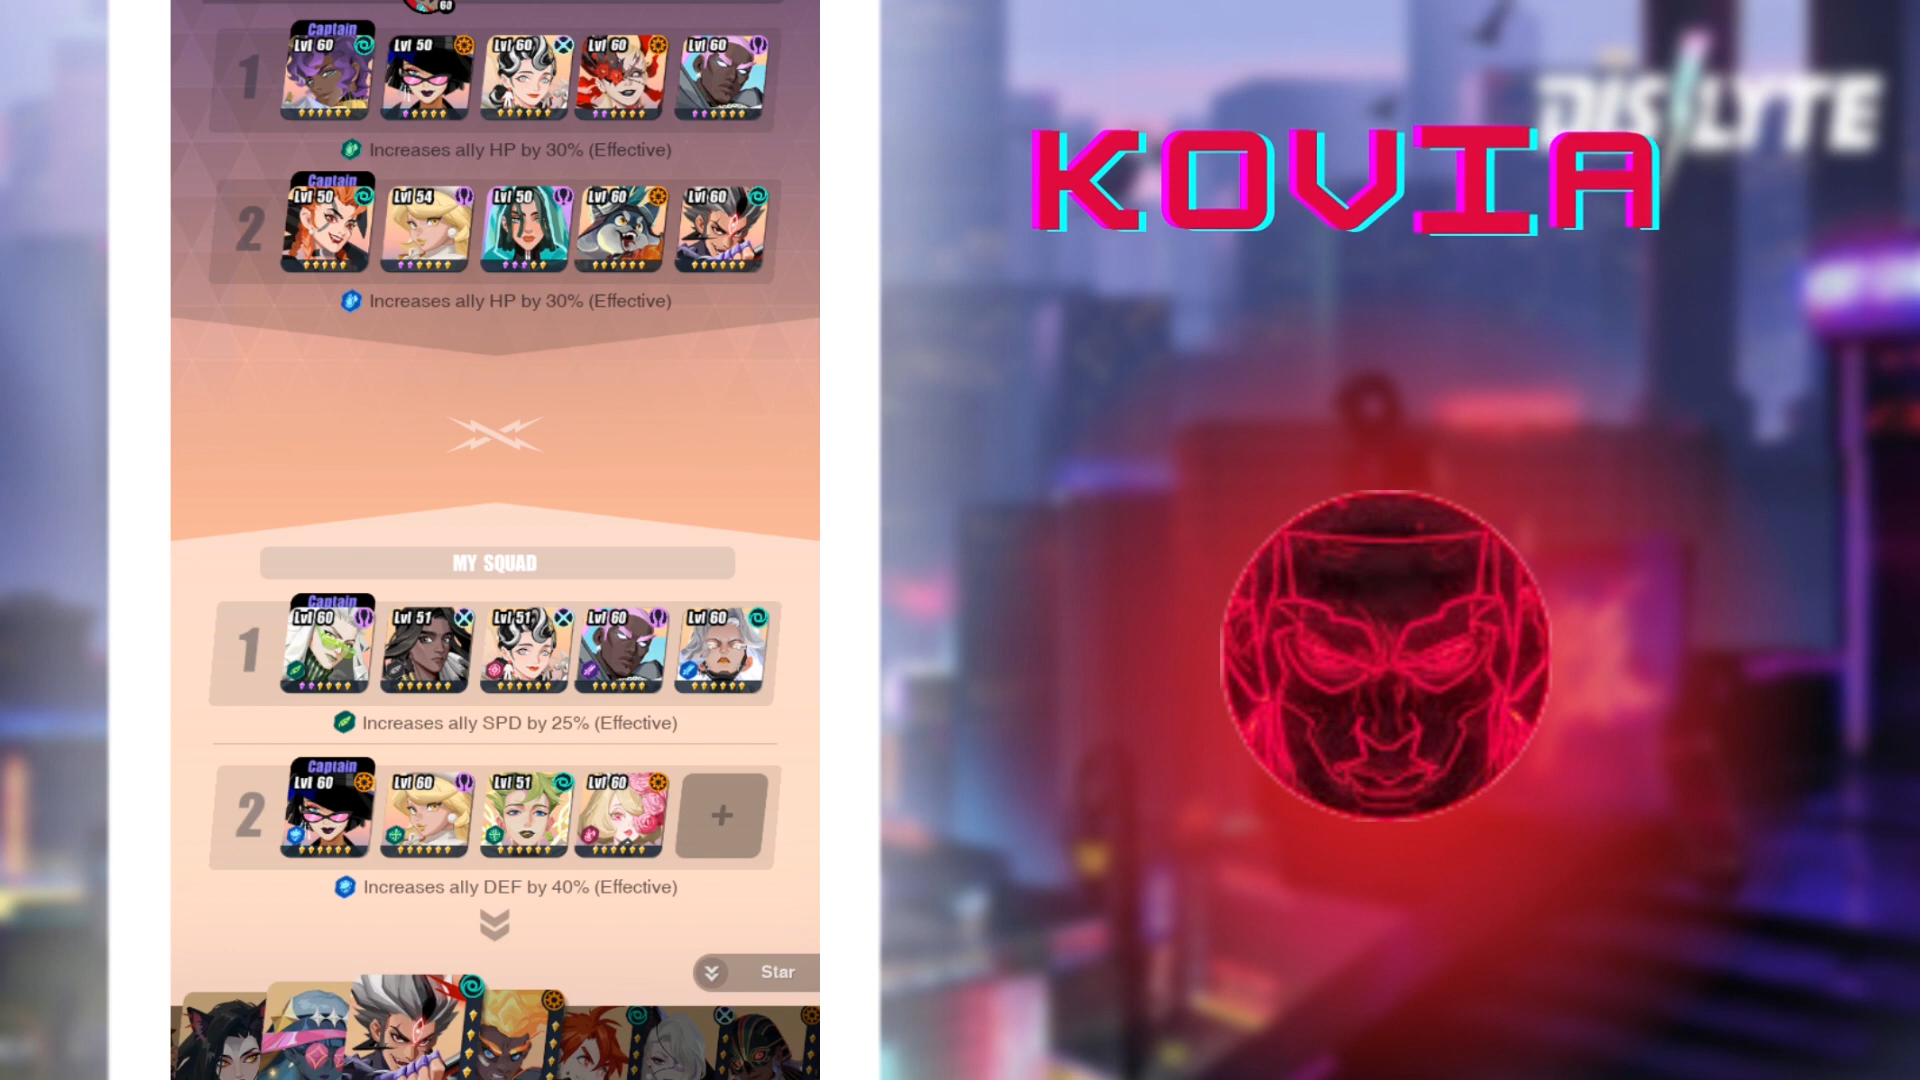 60
Captain
Lvl 60 Lvl 50 Lvl 60 Lvl 60 Lvl 60
1
Increases ally HP by 30% (Effective)
Captain
Lvl 50 Lvl 54 Lvl 50 Lvl 60 Lvl 60
2
Increases ally HP by 30% (Effective)
MY SQUAD
Captain
Lvl 60 Lvl 51 Lvl 51 Lvl 60 Lvl 60
1
Increases ally SPD by 25% (Effective)
Captain
Lvl 60 Lvl 60 Lvl 51 Lvl 60
2
+
Increases ally DEF by 40% (Effective)
Star
DISLYTE
KOVIA